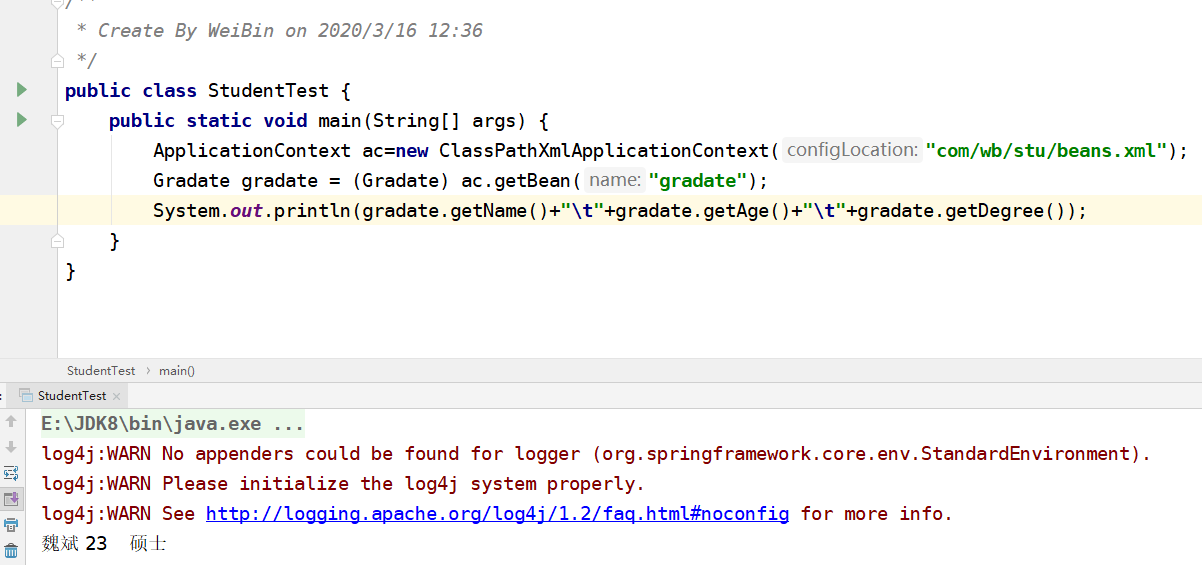 /**
* Create By WeiBin on 2020/3/16 12:36
*/
public class StudentTest {
public static void main(String[] args) {
ApplicationContext ac=new ClassPathXmlApplicationContext( configLocation: "com/wb/stu/beans.xml");
Gradate gradate = (Gradate) ac.getBean( name: "gradate");
System.out.println(gradate.getName()+"\t"+gradate.getAge()+"\t"+gradate.getDegree());
}
}
StudentTest › main()
: StudentTest ×
E:\JDK8\bin\java.exe ...
log4j:WARN No appenders could be found for logger (org.springframework.core.env.StandardEnvironment).
log4j:WARN Please initialize the log4j system properly.
log4j:WARN See http://logging.apache.org/log4j/1.2/faq.html#noconfig for more info.
魏斌 23 硕士